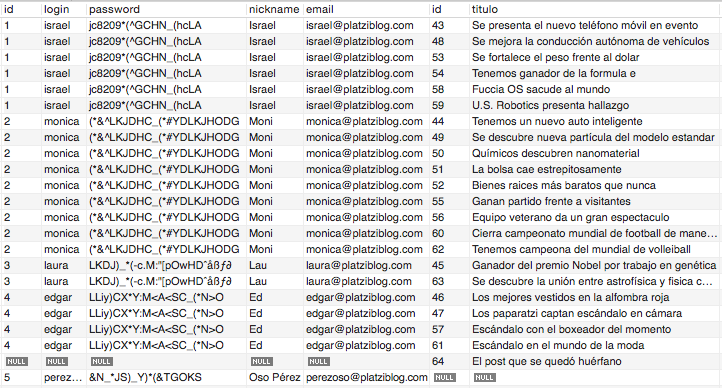 id login password nickname email id titulo
1 israel jc8209*(^GCHN_(hcLA Israel israel@platziblog.com 43 Se presenta el nuevo teléfono móvil en evento
1 israel jc8209*(^GCHN_(hcLA Israel israel@platziblog.com 48 Se mejora la conducción autónoma de vehículos
1 israel jc8209*(^GCHN_(hcLA Israel israel@platziblog.com 53 Se fortalece el peso frente al dolar
1 israel jc8209*(^GCHN_(hcLA Israel israel@platziblog.com 54 Tenemos ganador de la formula e
1 israel jc8209*(^GCHN_(hcLA Israel israel@platziblog.com 58 Fuccia OS sacude al mundo
1 israel jc8209*(^GCHN_(hcLA Israel israel@platziblog.com 59 U.S. Robotics presenta hallazgo
2 monica (*&^LKJDHC_(*#YDLKJHODG Moni monica@platziblog.com 44 Tenemos un nuevo auto inteligente
2 monica (*&^LKJDHC_(*#YDLKJHODG Moni monica@platziblog.com 49 Se descubre nueva partícula del modelo estandar
2 monica (*&^LKJDHC_(*#YDLKJHODG Moni monica@platziblog.com 50 Químicos descubren nanomaterial
2 monica (*&^LKJDHC_(*#YDLKJHODG Moni monica@platziblog.com 51 La bolsa cae estrepitosamente
2 monica (*&^LKJDHC_(*#YDLKJHODG Moni monica@platziblog.com 52 Bienes raices más baratos que nunca
2 monica (*&^LKJDHC_(*#YDLKJHODG Moni monica@platziblog.com 55 Ganan partido frente a visitantes
2 monica (*&^LKJDHC_(*#YDLKJHODG Moni monica@platziblog.com 56 Equipo veterano da un gran espectaculo
2 monica (*&^LKJDHC_(*#YDLKJHODG Moni monica@platziblog.com 60 Cierra campeonato mundial de football de mane...
2 monica (*&^LKJDHC_(*#YDLKJHODG Moni monica@platziblog.com 62 Tenemos campeona del mundial de volleiball
3 laura LKDJ)_*(-c.M:"[pOwHDˆåßƒ∂ Lau laura@platziblog.com 45 Ganador del premio Nobel por trabajo en genética
3 laura LKDJ)_*(-c.M:"[pOwHDˆåßƒ∂ Lau laura@platziblog.com 63 Se descubre la unión entre astrofísica y fisica c...
4 edgar LLiy)CX*Y:M<A<SC_(*N>O Ed edgar@platziblog.com 46 Los mejores vestidos en la alfombra roja
4 edgar LLiy)CX*Y:M<A<SC_(*N>O Ed edgar@platziblog.com 47 Los paparatzi captan escándalo en cámara
4 edgar LLiy)CX*Y:M<A<SC_(*N>O Ed edgar@platziblog.com 57 Escándalo con el boxeador del momento
4 edgar LLiy)CX*Y:M<A<SC_(*N>O Ed edgar@platziblog.com 61 Escándalo en el mundo de la moda
NULL NULL NULL NULL NULL 64 El post que se quedó huérfano
5 perez... &N_*JS)_Y)*(&TGOKS Oso Pérez perezoso@platziblog.com NULL NULL